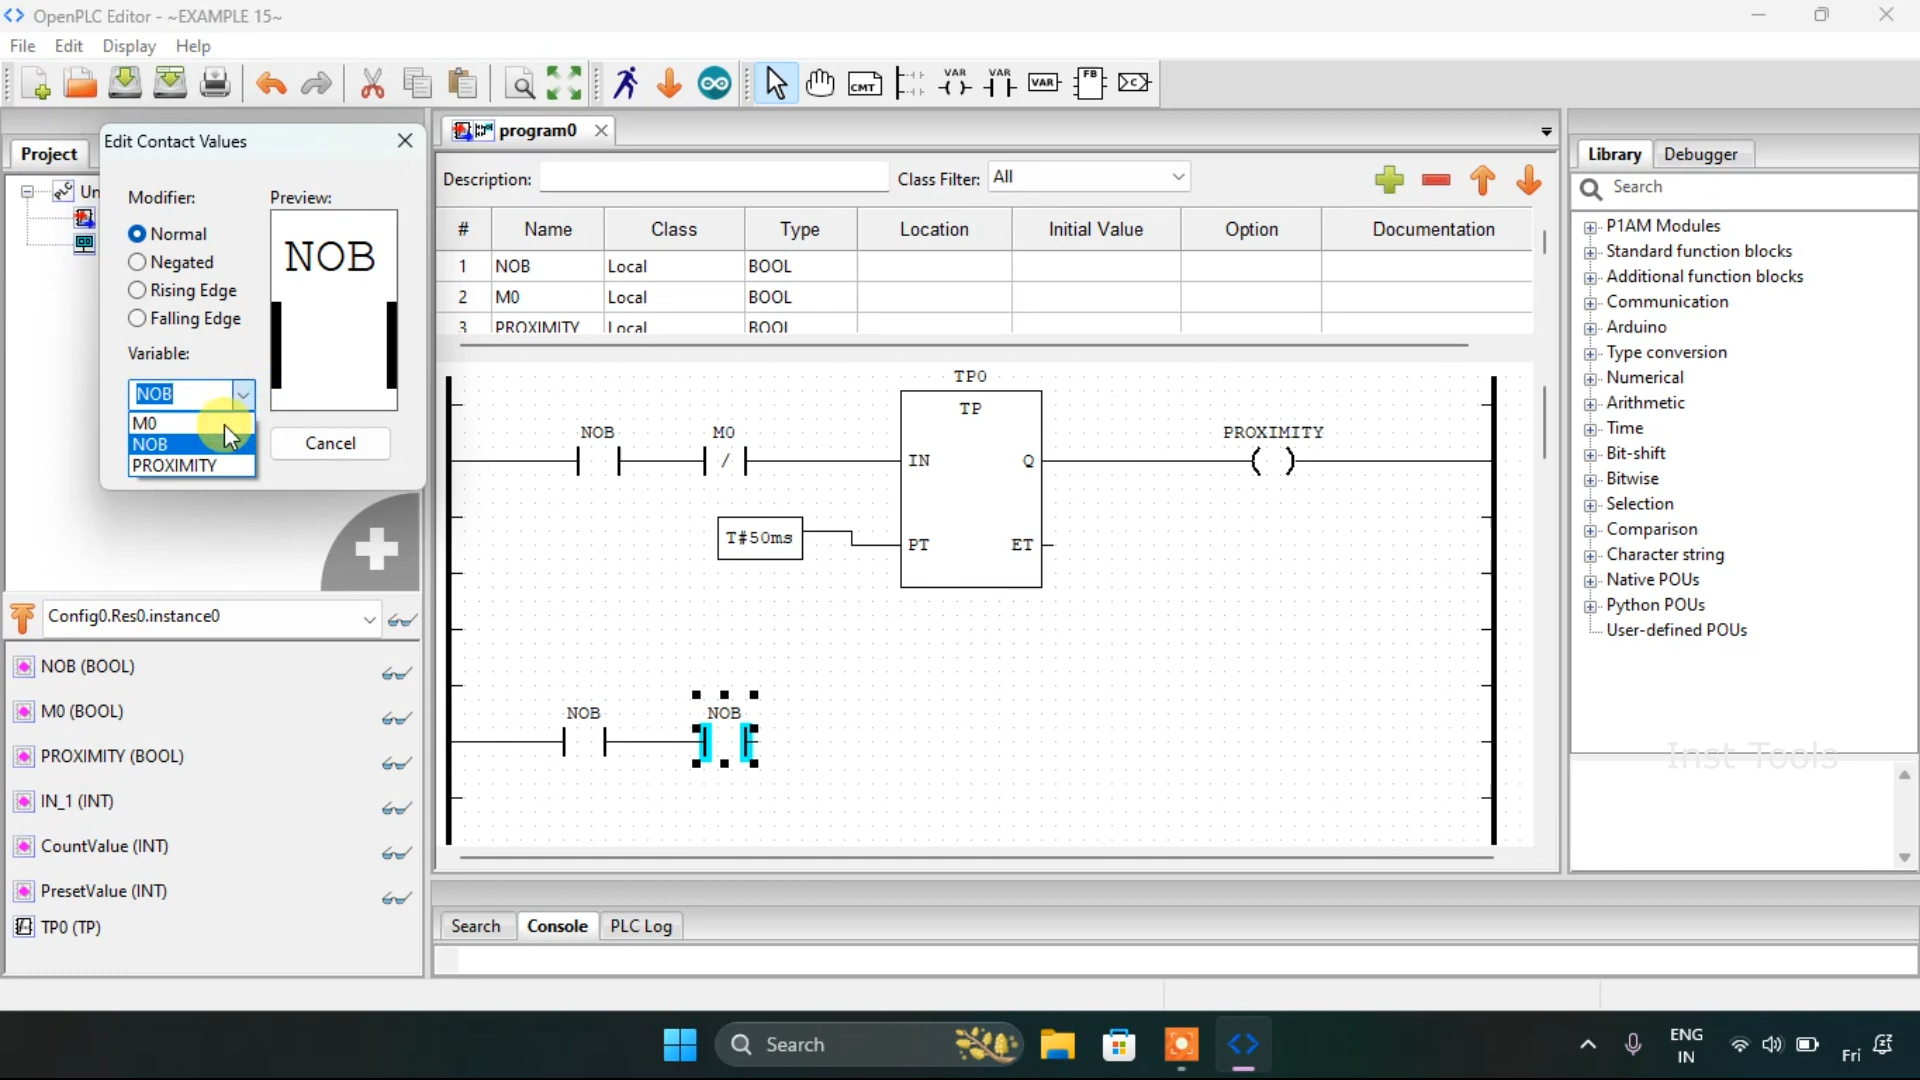 OpenPLC Editor - ~EXAMPLE 15~
File Edit Display Help
CMT VAR VAR VAR FB >C>
Project
Un
Edit Contact Values
Modifier:
Preview:
Normal
Negated
Rising Edge
Falling Edge
NOB
Variable:
NOB
M0
NOB
PROXIMITY
Cancel
program0
Description:
Class Filter: All
# Name Class Type Location Initial Value Option Documentation
1 NOB Local BOOL
2 M0 Local BOOL
3 PROXIMITY Local BOOL
TP0
TP
NOB M0 PROXIMITY
/ IN Q ( )
T#50ms PT ET
NOB NOB
Library Debugger
Search
P1AM Modules
Standard function blocks
Additional function blocks
Communication
Arduino
Type conversion
Numerical
Arithmetic
Time
Bit-shift
Bitwise
Selection
Comparison
Character string
Native POUs
Python POUs
User-defined POUs
Inst Tools
Config0.Res0.instance0
NOB (BOOL)
M0 (BOOL)
PROXIMITY (BOOL)
IN_1 (INT)
CountValue (INT)
PresetValue (INT)
TP0 (TP)
Search Console PLC Log
Search
ENG
IN
Fri